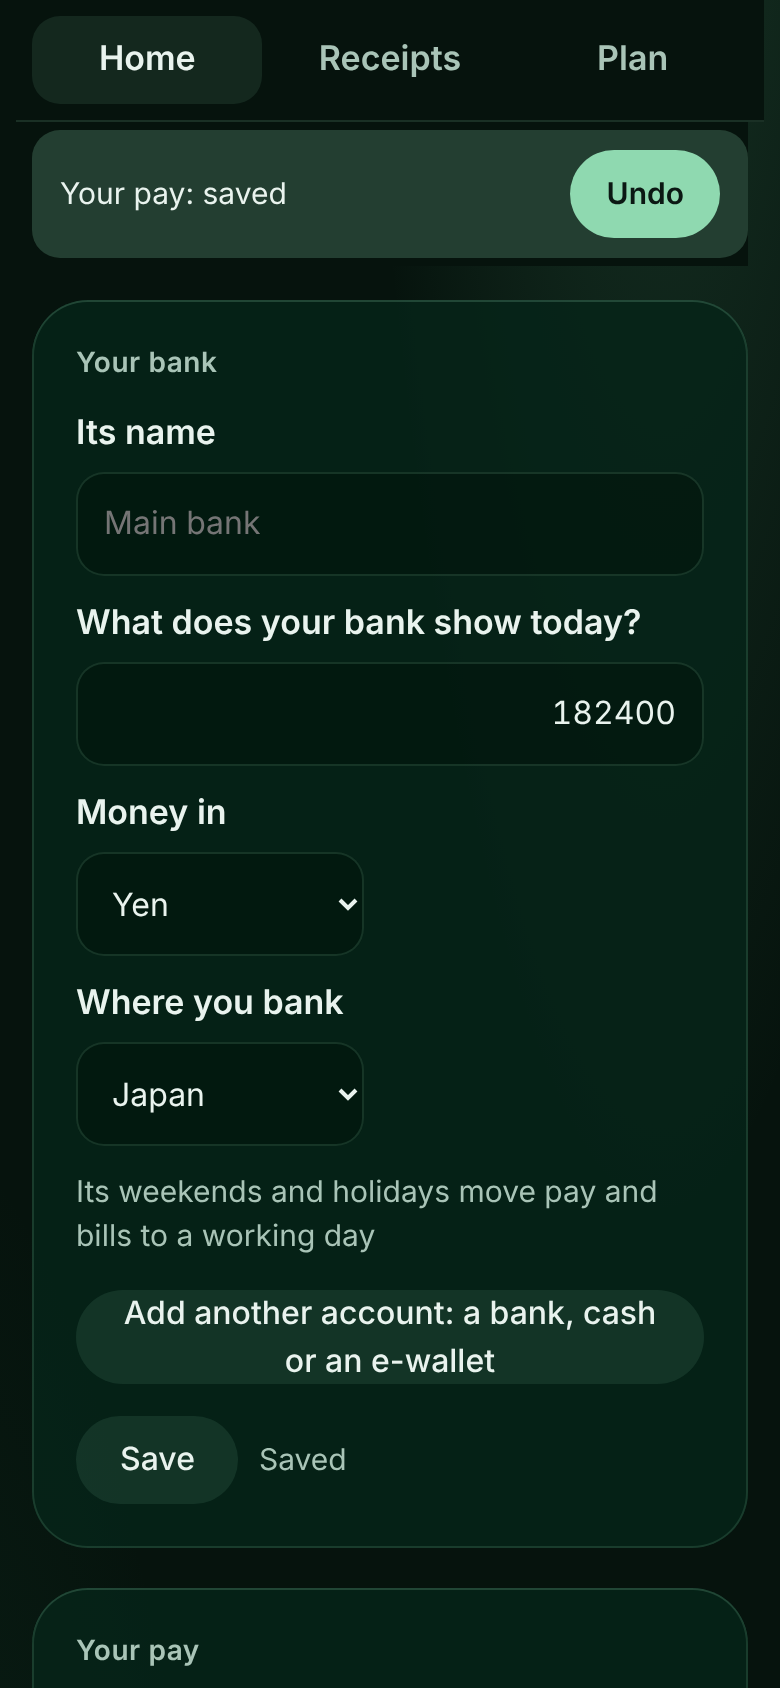 Home
Receipts
Plan
Your pay: saved
Undo
Your bank
Its name
Main bank
What does your bank show today?
182400
Money in
Yen
Where you bank
Japan
Its weekends and holidays move pay and
bills to a working day
Add another account: a bank, cash
or an e-wallet
Save
Saved
Your pay